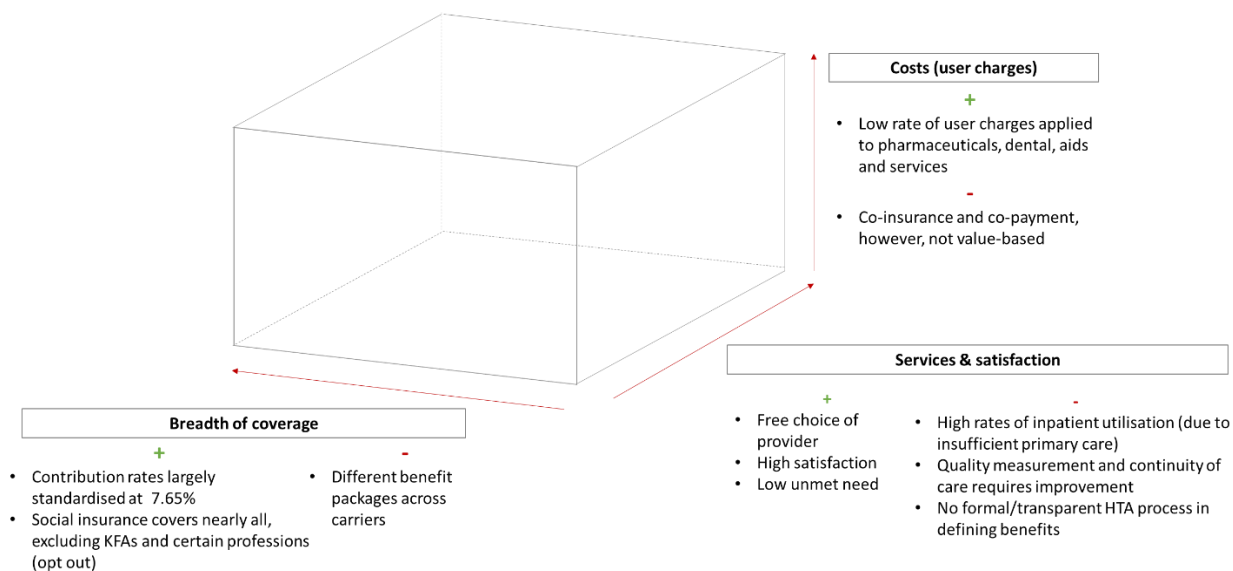 Costs (user charges)
+
• Low rate of user charges applied
to pharmaceuticals, dental, aids
and services
-
• Co-insurance and co-payment,
however, not value-based
Services & satisfaction
+
• Free choice of
provider
• High satisfaction
• Low unmet need
-
• High rates of inpatient utilisation (due to
insufficient primary care)
• Quality measurement and continuity of
care requires improvement
• No formal/transparent HTA process in
defining benefits
Breadth of coverage
+
• Contribution rates largely
standardised at 7.65%
• Social insurance covers nearly all,
excluding KFAs and certain professions
(opt out)
-
• Different benefit
packages across
carriers